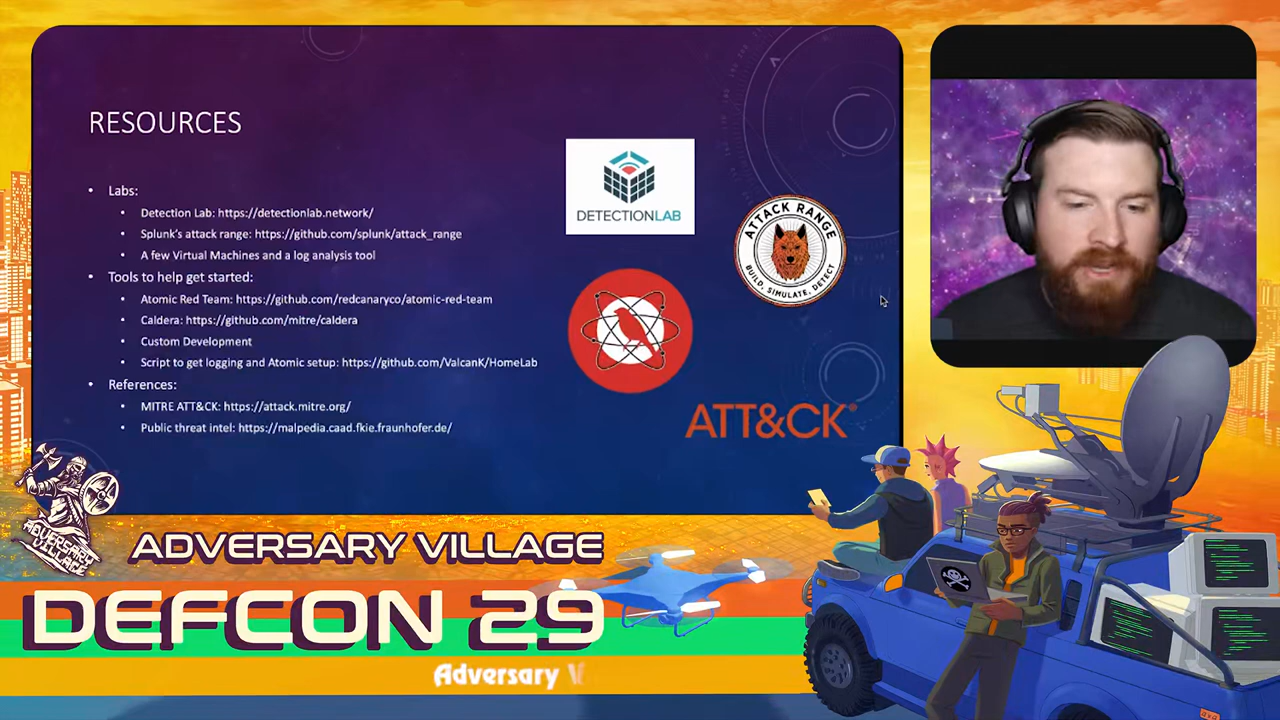 RESOURCES
• Labs:
• Detection Lab: https://detectionlab.network/
• Splunk's attack range: https://github.com/splunk/attack_range
• A few Virtual Machines and a log analysis tool
• Tools to help get started:
• Atomic Red Team: https://github.com/redcanaryco/atomic-red-team
• Caldera: https://github.com/mitre/caldera
• Custom Development
• Script to get logging and Atomic setup: https://github.com/ValcanK/HomeLab
• References:
• MITRE ATT&CK: https://attack.mitre.org/
• Public threat intel: https://malpedia.caad.fkie.fraunhofer.de/
DETECTIONLAB
ATTACK RANGE
BUILD, SIMULATE, DETECT
ATT&CK®
ADVERSARY VILLAGE
ADVERSARY VILLAGE
DEFCON 29
Adversary V